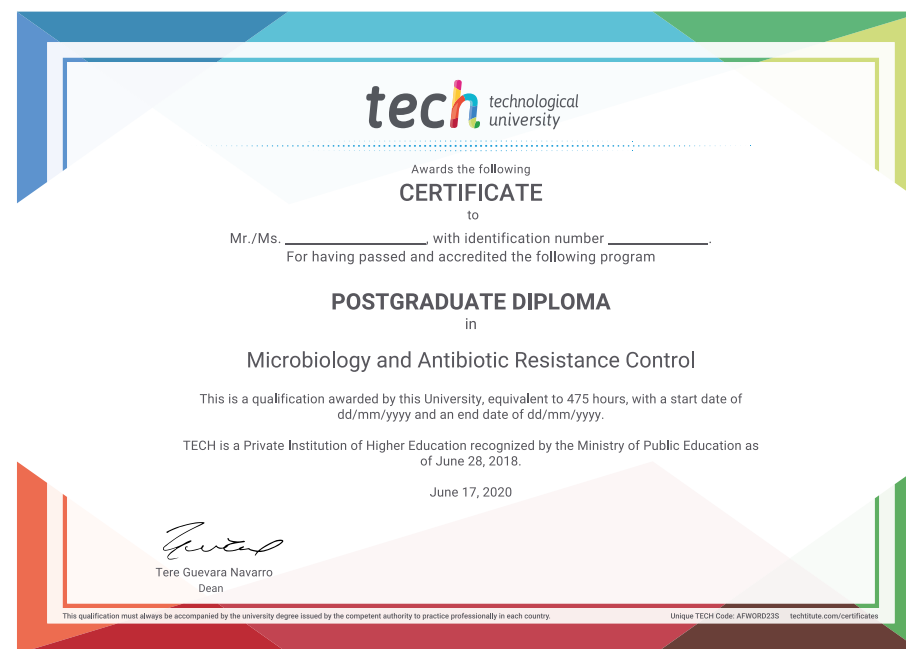 tech technological
university
Awards the following
CERTIFICATE
to
Mr./Ms. ________________, with identification number ____________.
For having passed and accredited the following program
POSTGRADUATE DIPLOMA
in
Microbiology and Antibiotic Resistance Control
This is a qualification awarded by this University, equivalent to 475 hours, with a start date of
dd/mm/yyyy and an end date of dd/mm/yyyy.
TECH is a Private Institution of Higher Education recognized by the Ministry of Public Education as
of June 28, 2018.
June 17, 2020
Tere Guevara Navarro
Dean
This qualification must always be accompanied by the university degree issued by the competent authority to practice professionally in each country. Unique TECH Code: AFWORD23S techtitute.com/certificates